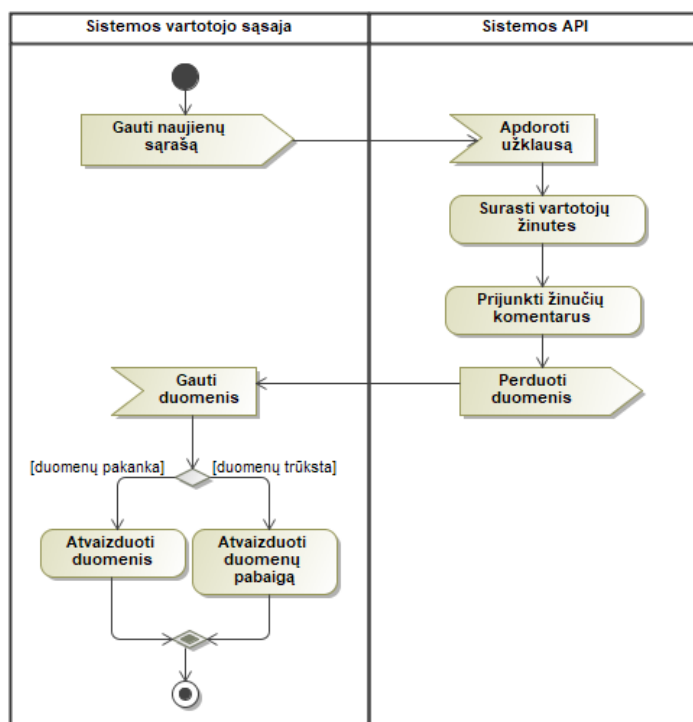 Sistemos vartotojo sąsaja
Sistemos API
Gauti naujienų
sąrašą
Apdoroti
užklausą
Surasti vartotojų
žinutes
Prijunkti žinučių
komentarus
Perduoti
duomenis
Gauti
duomenis
[duomenų pakanka]
[duomenų trūksta]
Atvaizduoti
duomenis
Atvaizduoti
duomenų
pabaigą